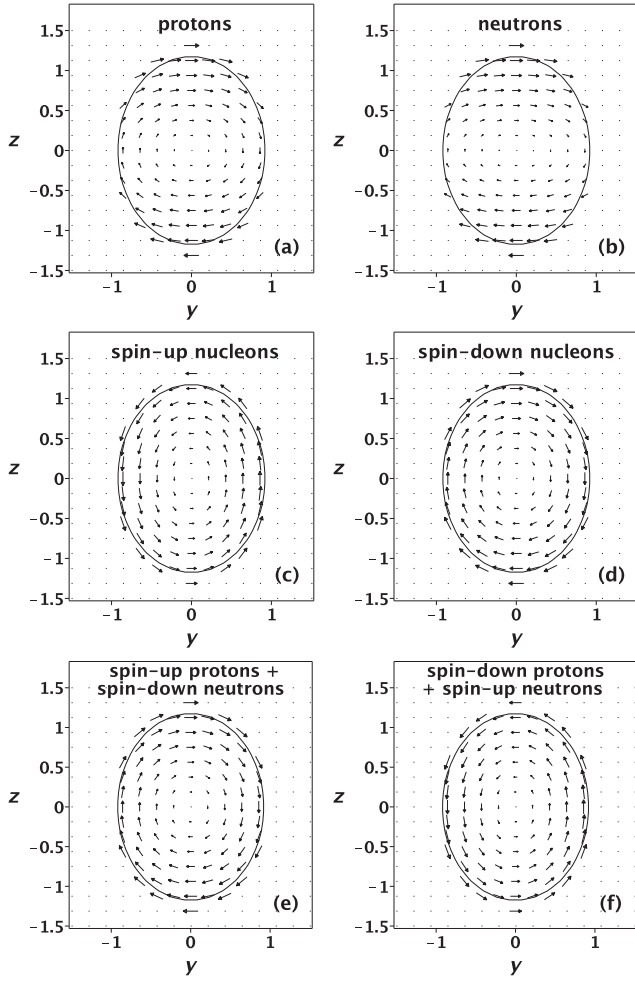 protons
1.5
1
0.5
0
−0.5
−1
−1.5
z
−1 0 1
y
(a)
neutrons
1.5
1
0.5
0
−0.5
−1
−1.5
z
−1 0 1
y
(b)
spin-up nucleons
1.5
1
0.5
0
−0.5
−1
−1.5
z
−1 0 1
y
(c)
spin-down nucleons
1.5
1
0.5
0
−0.5
−1
−1.5
z
−1 0 1
y
(d)
spin-up protons +
spin-down neutrons
1.5
1
0.5
0
−0.5
−1
−1.5
z
−1 0 1
y
(e)
spin-down protons
+ spin-up neutrons
1.5
1
0.5
0
−0.5
−1
−1.5
z
−1 0 1
y
(f)